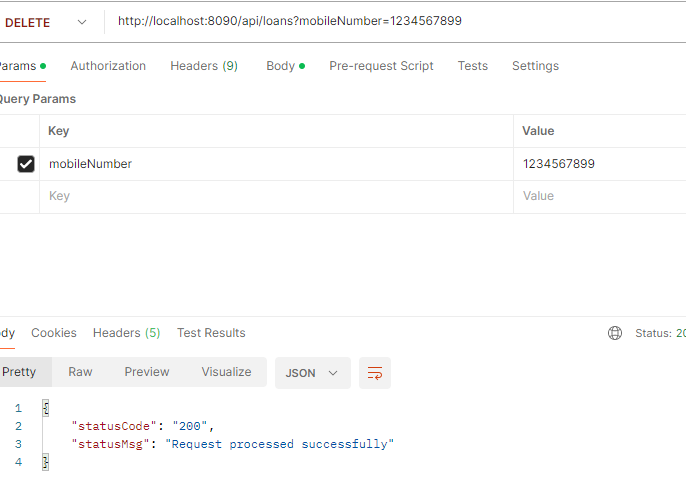 DELETE http://localhost:8090/api/loans?mobileNumber=1234567899
Params Authorization Headers (9) Body Pre-request Script Tests Settings
Query Params
Key Value
mobileNumber 1234567899
Key Value
Body Cookies Headers (5) Test Results Status: 20
Pretty Raw Preview Visualize JSON
1 {
2 "statusCode": "200",
3 "statusMsg": "Request processed successfully"
4 }